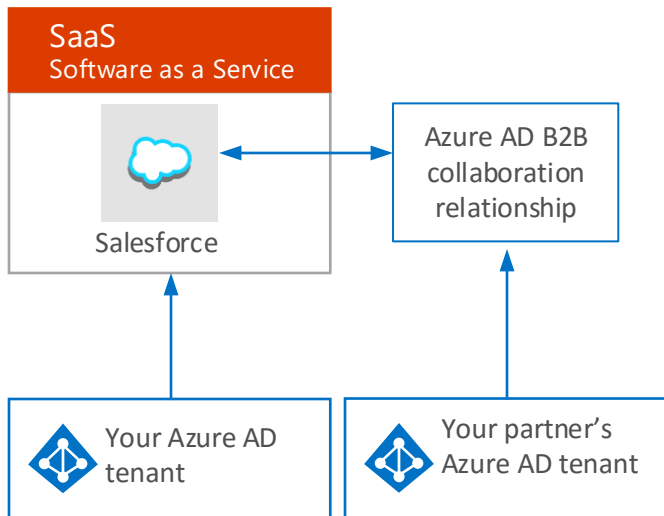 SaaS
Software as a Service
Salesforce
Azure AD B2B
collaboration
relationship
Your Azure AD
tenant
Your partner’s
Azure AD tenant